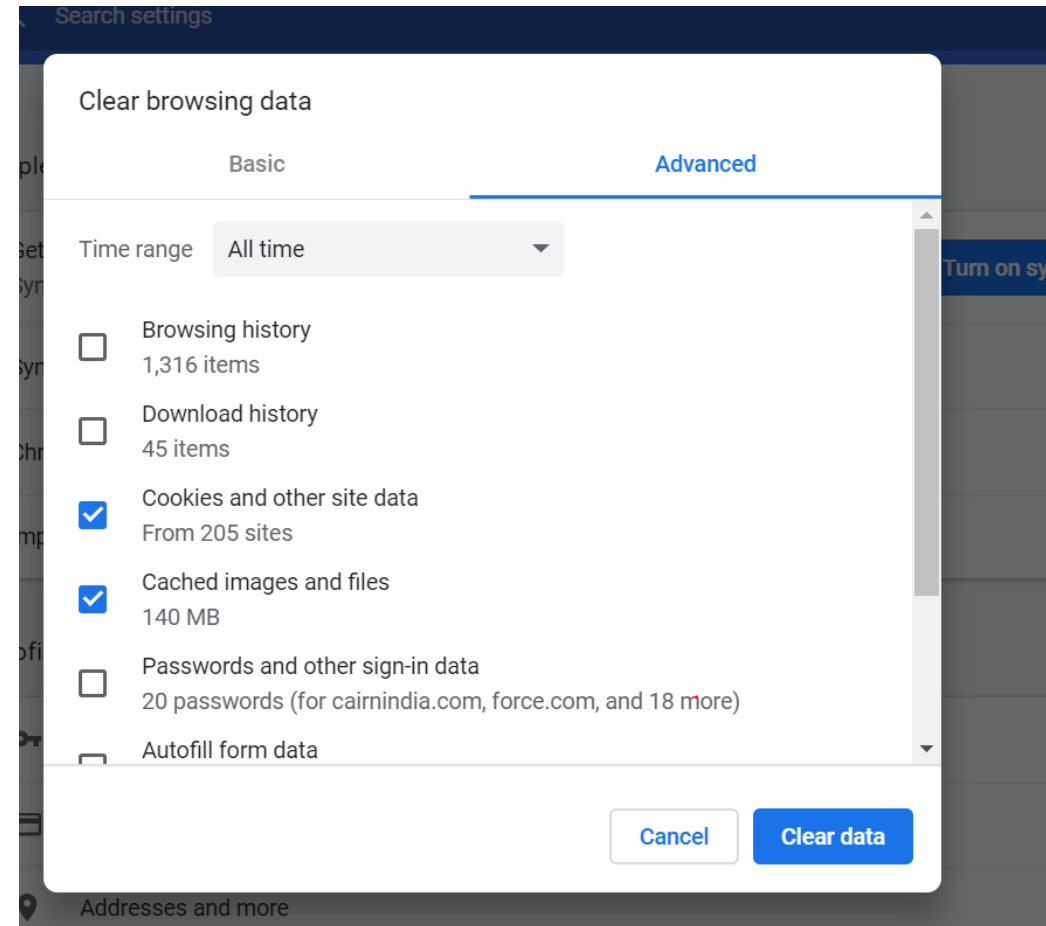 Search settings
Clear browsing data
Basic
Advanced
Time range
All time
Turn on sy
Browsing history
1,316 items
Download history
45 items
Cookies and other site data
From 205 sites
Cached images and files
140 MB
Passwords and other sign-in data
20 passwords (for cairnindia.com, force.com, and 18 more)
Autofill form data
Cancel
Clear data
Addresses and more